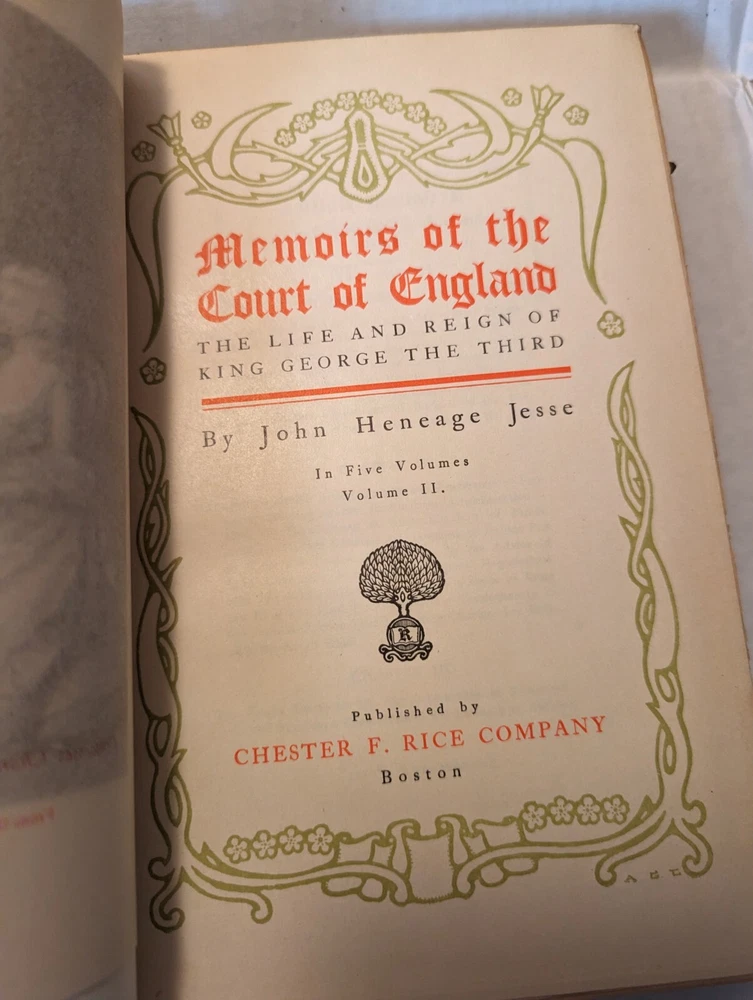 Memoirs of the
Court of England
THE LIFE AND REIGN OF
KING GEORGE THE THIRD
By John Heneage Jesse
In Five Volumes
Volume II.
R
Published by
CHESTER F. RICE COMPANY
Boston